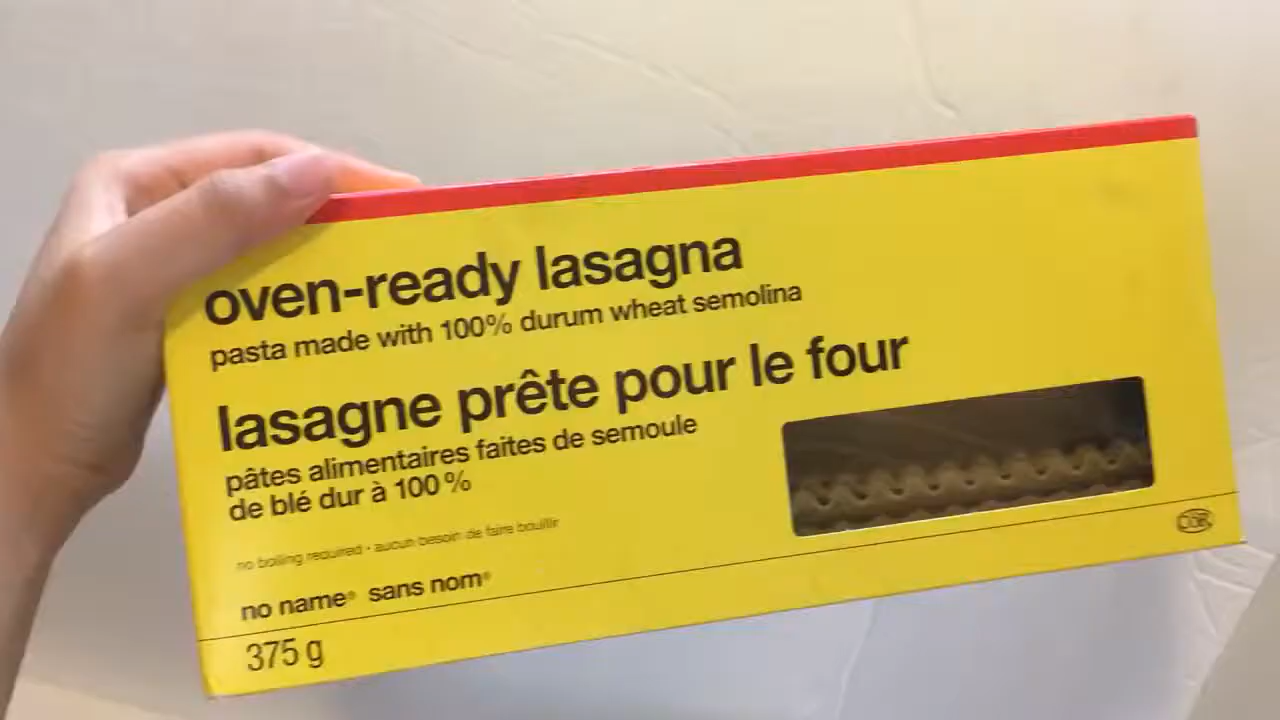 oven-ready lasagna
pasta made with 100% durum wheat semolina
lasagne prête pour le four
pâtes alimentaires faites de semoule
de blé dur à 100 %
no boiling required • aucun besoin de faire bouillir
no name® sans nom®
375 g
COR